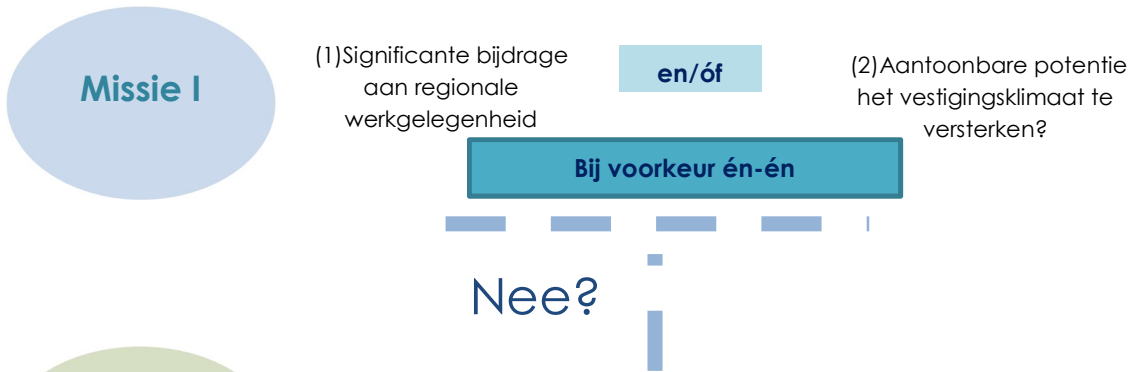 Missie I
(1)Significante bijdrage
aan regionale
werkgelegenheid
en/óf
(2)Aantoonbare potentie
het vestigingsklimaat te
versterken?
Bij voorkeur én-én
Nee?